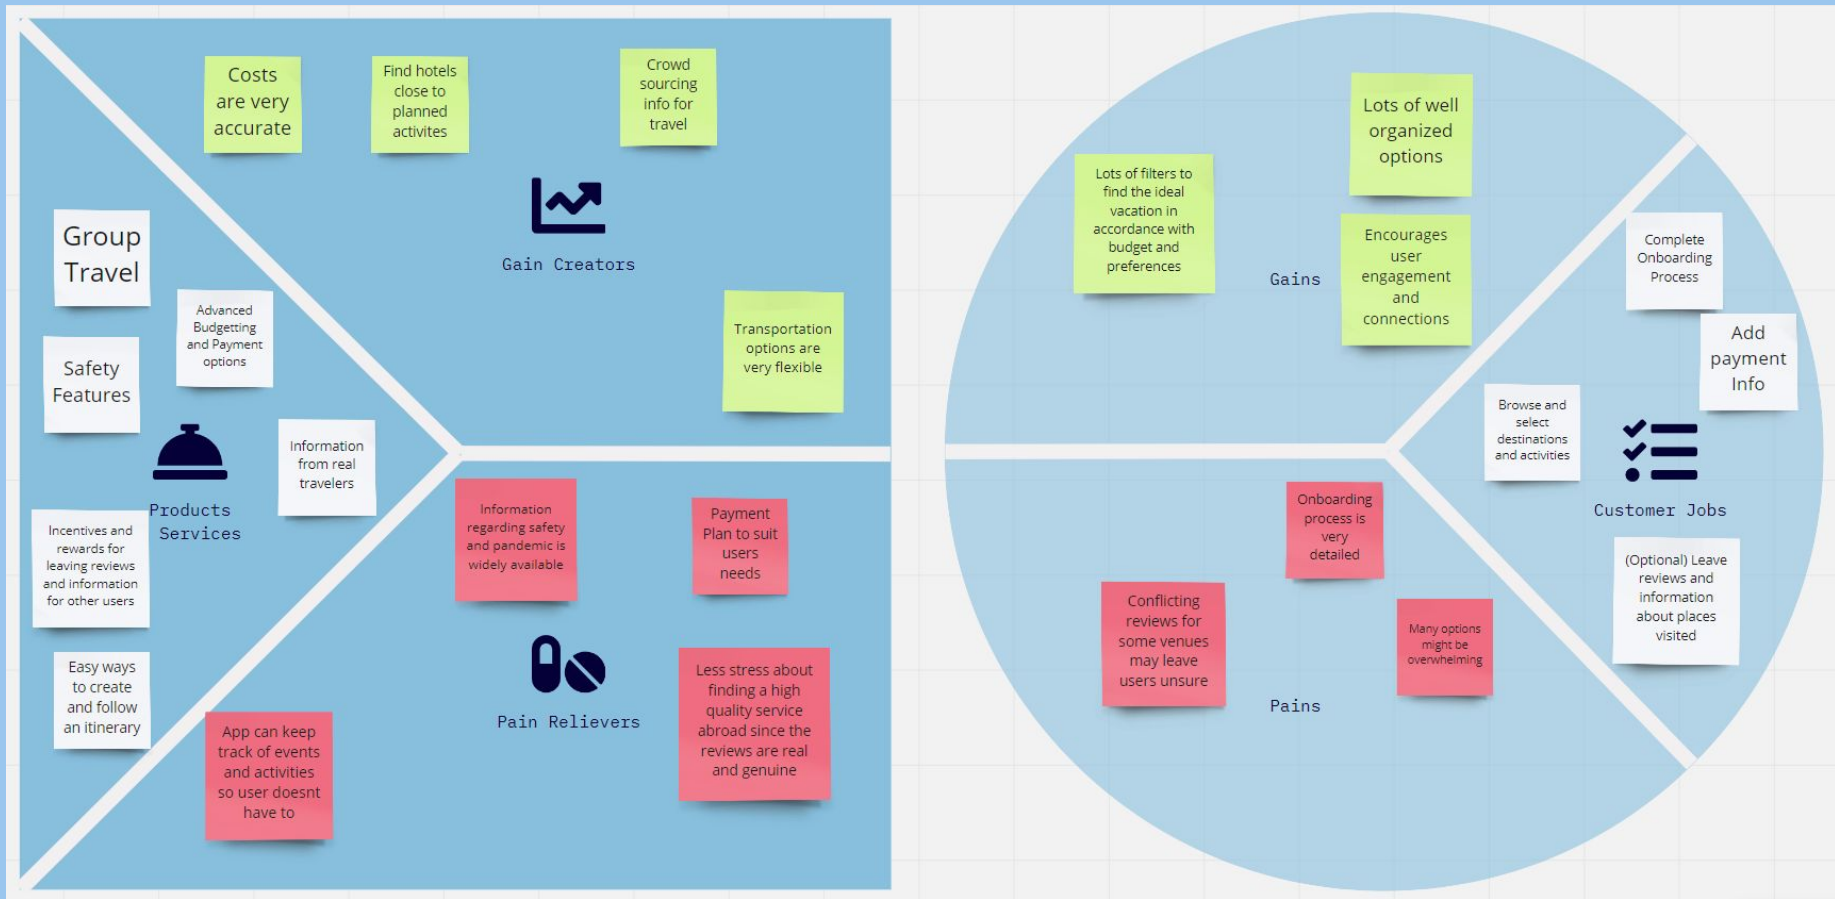 Costs
are very
accurate
Find hotels
close to
planned
activites
Crowd
sourcing
info for
travel
Gain Creators
Transportation
options are
very flexible
Group
Travel
Advanced
Budgetting
and Payment
options
Safety
Features
Information
from real
travelers
Products
Services
Incentives and
rewards for
leaving reviews
and information
for other users
Easy ways
to create
and follow
an itinerary
Information
regarding safety
and pandemic is
widely available
Payment
Plan to suit
users
needs
Pain Relievers
Less stress about
finding a high
quality service
abroad since the
reviews are real
and genuine
App can keep
track of events
and activities
so user doesnt
have to
Lots of well
organized
options
Lots of filters to
find the ideal
vacation in
accordance with
budget and
preferences
Encourages
user
engagement
and
connections
Gains
Complete
Onboarding
Process
Add
payment
Info
Browse and
select
destinations
and activities
Customer Jobs
(Optional) Leave
reviews and
information
about places
visited
Onboarding
process is
very
detailed
Conflicting
reviews for
some venues
may leave
users unsure
Many options
might be
overwhelming
Pains